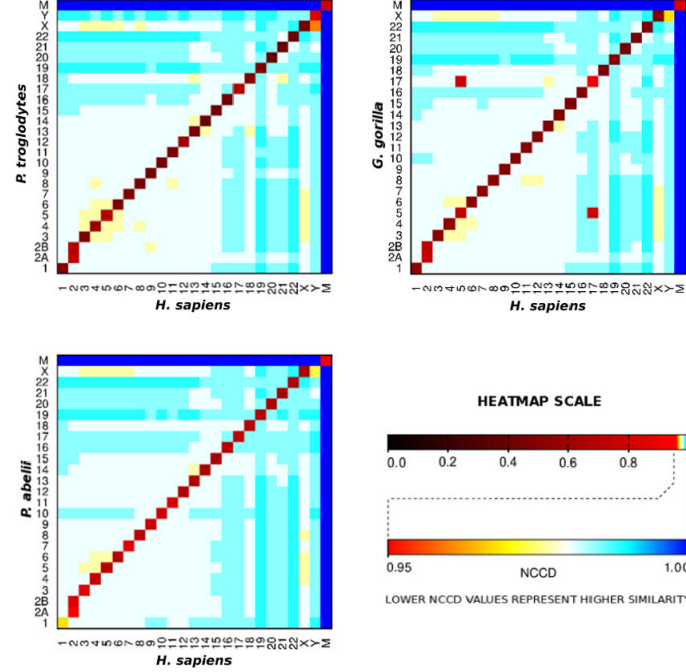 M
Y
X
22
21
20
19
18
17
16
15
14
13
12
11
10
9
8
7
6
5
4
3
2B
2A
1
P. troglodytes
1 2 3 4 5 6 7 8 9 10 11 12 13 14 15 16 17 18 19 20 21 22 X Y M
H. sapiens
M
X
22
21
20
19
18
17
16
15
14
13
12
11
10
9
8
7
6
5
4
3
2B
2A
1
G. gorilla
1 2 3 4 5 6 7 8 9 10 11 12 13 14 15 16 17 18 19 20 21 22 X Y M
H. sapiens
M
X
22
21
20
19
18
17
16
15
14
13
12
11
10
9
8
7
6
5
4
3
2B
2A
1
P. abelii
1 2 3 4 5 6 7 8 9 10 11 12 13 14 15 16 17 18 19 20 21 22 X Y M
H. sapiens
HEATMAP SCALE
0.0 0.2 0.4 0.6 0.8
0.95 1.00
NCCD
LOWER NCCD VALUES REPRESENT HIGHER SIMILARITY